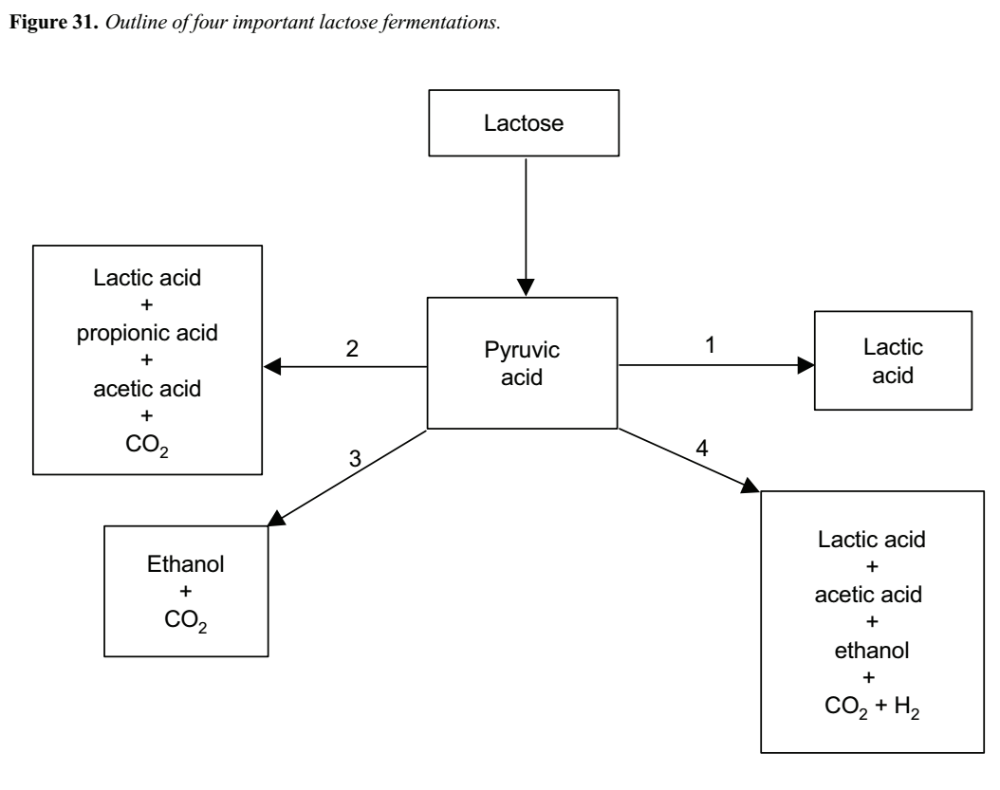 Figure 31. Outline of four important lactose fermentations.
Lactose
Lactic acid
+
propionic acid
+
acetic acid
+
CO₂
2
Pyruvic
acid
1
Lactic
acid
3
4
Ethanol
+
CO₂
Lactic acid
+
acetic acid
+
ethanol
+
CO₂ + H₂